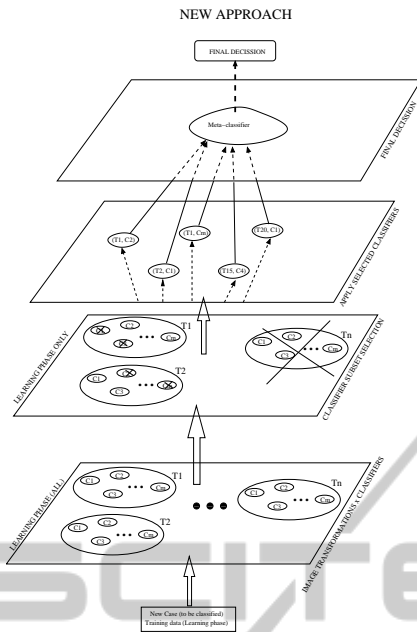 NEW APPROACH
FINAL DECISSION
Meta-classifier
FINAL DECISION
(T1, C2)
(T1, Cm)
(T20, C1)
(T2, C1)
(T15, C4)
APPLY SELECTED CLASSIFIERS
LEARNING PHASE ONLY
T1
C2
Cm
Tn
C2
C1
Cm
C3
T2
C1
C3
CLASSIFIER SUBSET SELECTION
LEARNING PHASE (ALL)
T1
C2
C1
Cm
C3
Tn
C2
C1
Cm
C3
T2
C2
C1
Cm
C3
IMAGE TRANSFORMATIONS x CLASSIFIERS
SCITE
New Case (to be classified)
Training data (Learning phase)